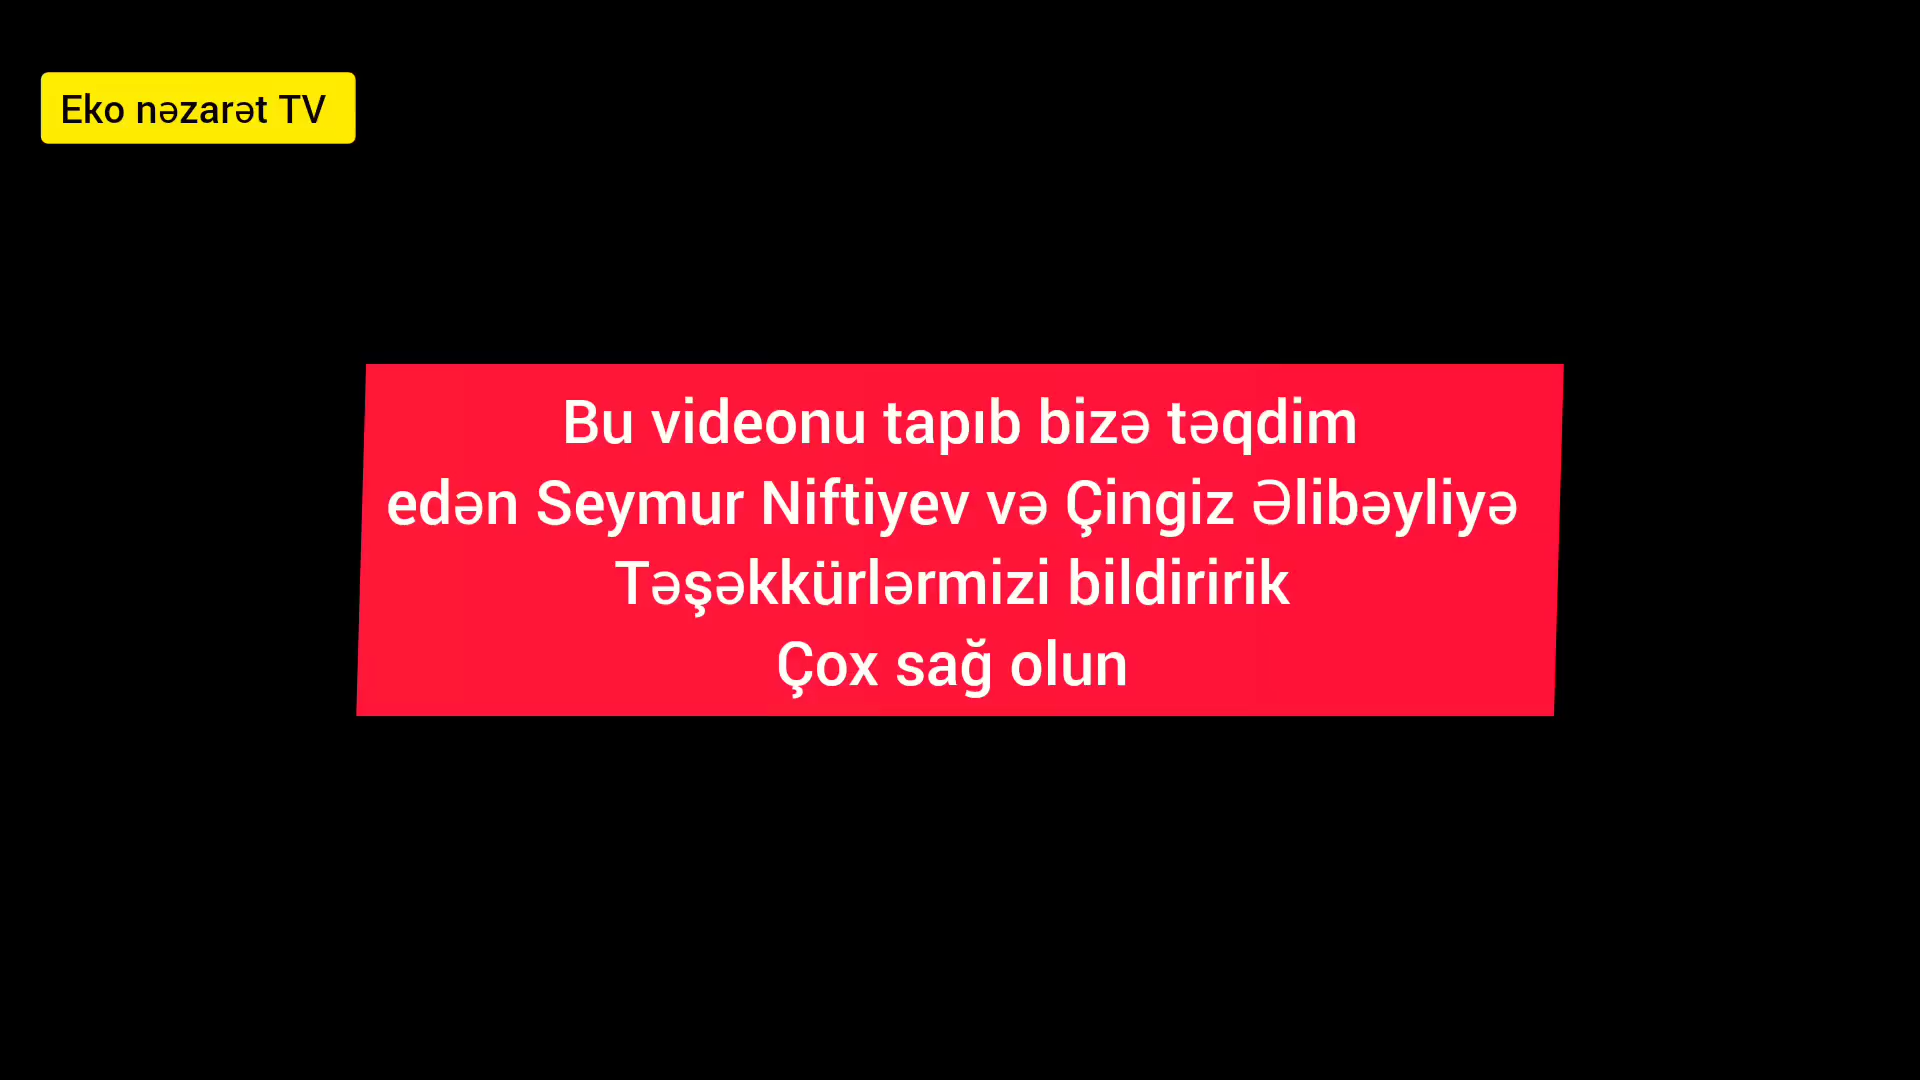 Eko nəzarət TV
Bu videonu tapıb bizə təqdim
edən Seymur Niftiyev və Çingiz Əlibəyliyə
Təşəkkürlərmizi bildiririk
Çox sağ olun